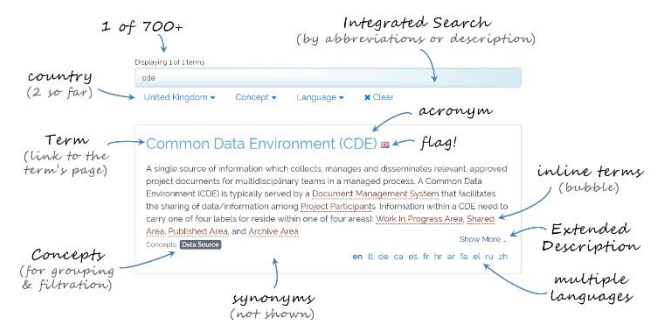 1 of 700+
Integrated Search
(by abbreviations or description)
Displaying 1 of 1 terms
cde
country
(2 so far)
United Kingdom Concept Language × Clear
acronym
Term
(link to the
term's page)
Common Data Environment (CDE)
flag!
A single source of information which collects, manages and disseminates relevant, approved
project documents for multidisciplinary teams in a managed process. A Common Data
Environment (CDE) is typically served by a Document Management System that facilitates
the sharing of data/information among Project Participants. Information within a CDE need to
carry one of four labels (or reside within one of four areas): Work In Progress Area, Shared
Area, Published Area, and Archive Area
inline terms
(bubble)
Concepts: Data Source
Show More ..
Extended
Description
Concepts
(for grouping
& filtration)
en it de ca es fr hr ar fa el ru zh
synonyms
(not shown)
multiple
languages